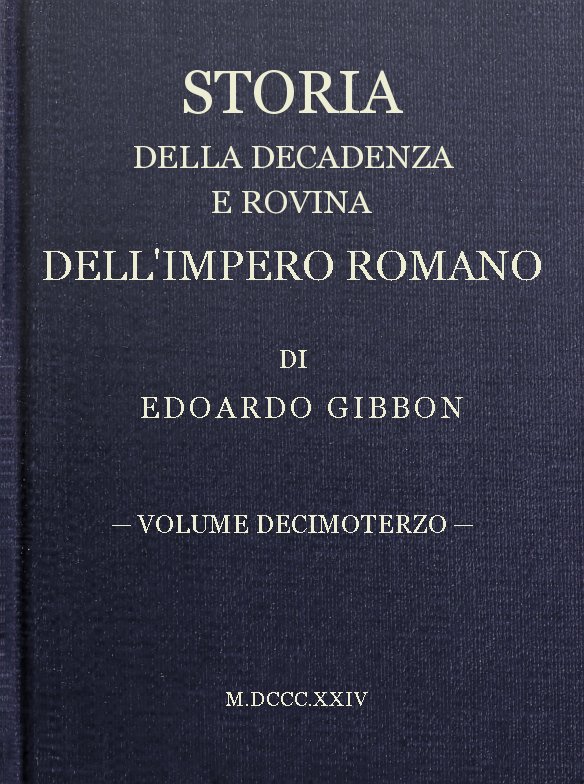 STORIA
DELLA DECADENZA
E ROVINA
DELL'IMPERO ROMANO
DI
EDOARDO GIBBON
— VOLUME DECIMOTERZO —
M.DCCC.XXIV